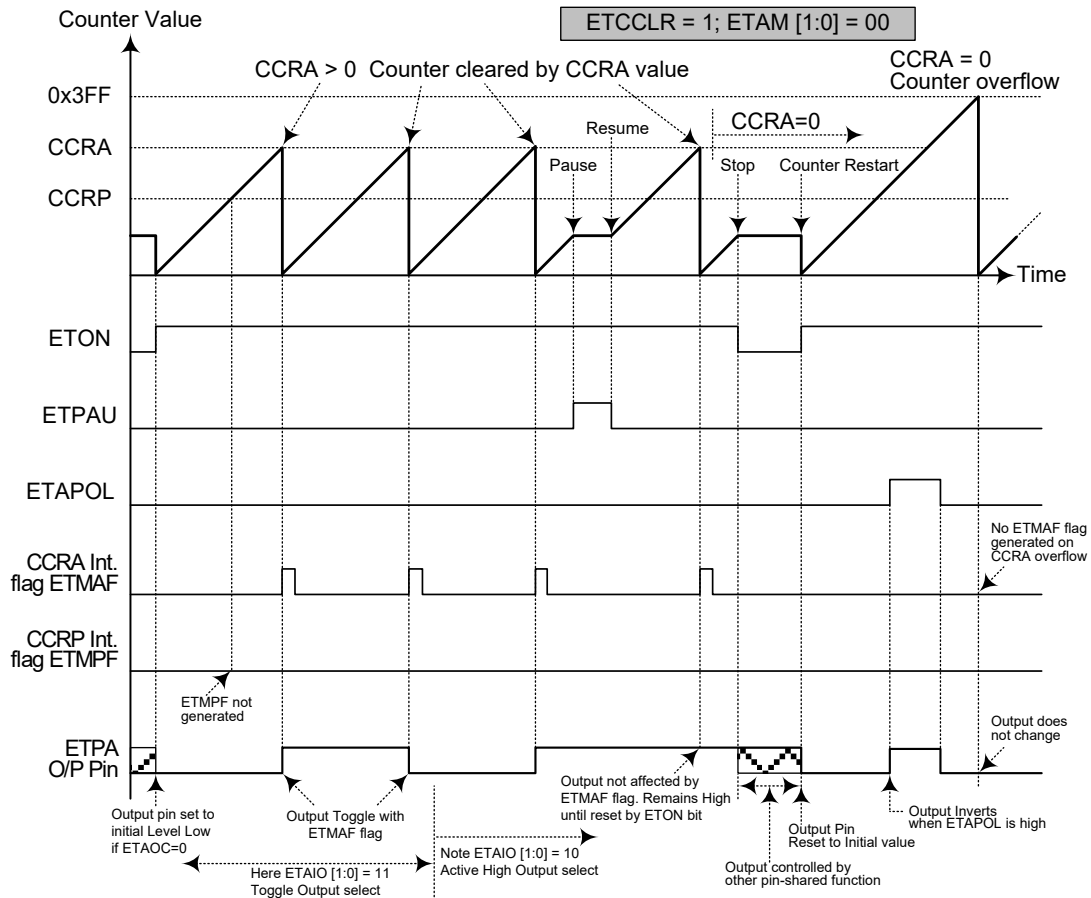 Counter Value
ETCCLR = 1; ETAM [1:0] = 00
CCRA > 0 Counter cleared by CCRA value
CCRA = 0
Counter overflow
0x3FF
CCRA=0
Resume
CCRA
Pause
Stop
Counter Restart
CCRP
Time
ETON
ETPAU
ETAPOL
No ETMAF flag
generated on
CCRA overflow
CCRA Int.
flag ETMAF
CCRP Int.
flag ETMPF
ETMPF not
generated
ETPA
O/P Pin
Output does
not change
Output pin set to
initial Level Low
if ETAOC=0
Output Toggle with
ETMAF flag
Output not affected by
ETMAF flag. Remains High
until reset by ETON bit
Output Inverts
when ETAPOL is high
Output Pin
Reset to Initial value
Here ETAIO [1:0] = 11
Toggle Output select
Note ETAIO [1:0] = 10
Active High Output select
Output controlled by
other pin-shared function